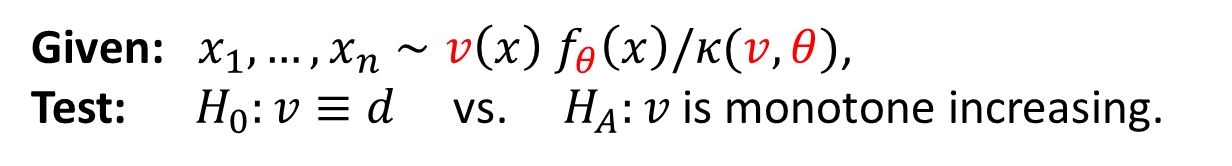 Given: x₁, … , xₙ ~ v(x) f_θ(x)/κ(v, θ),
Test: H₀: v ≡ d vs. H_A: v is monotone increasing.